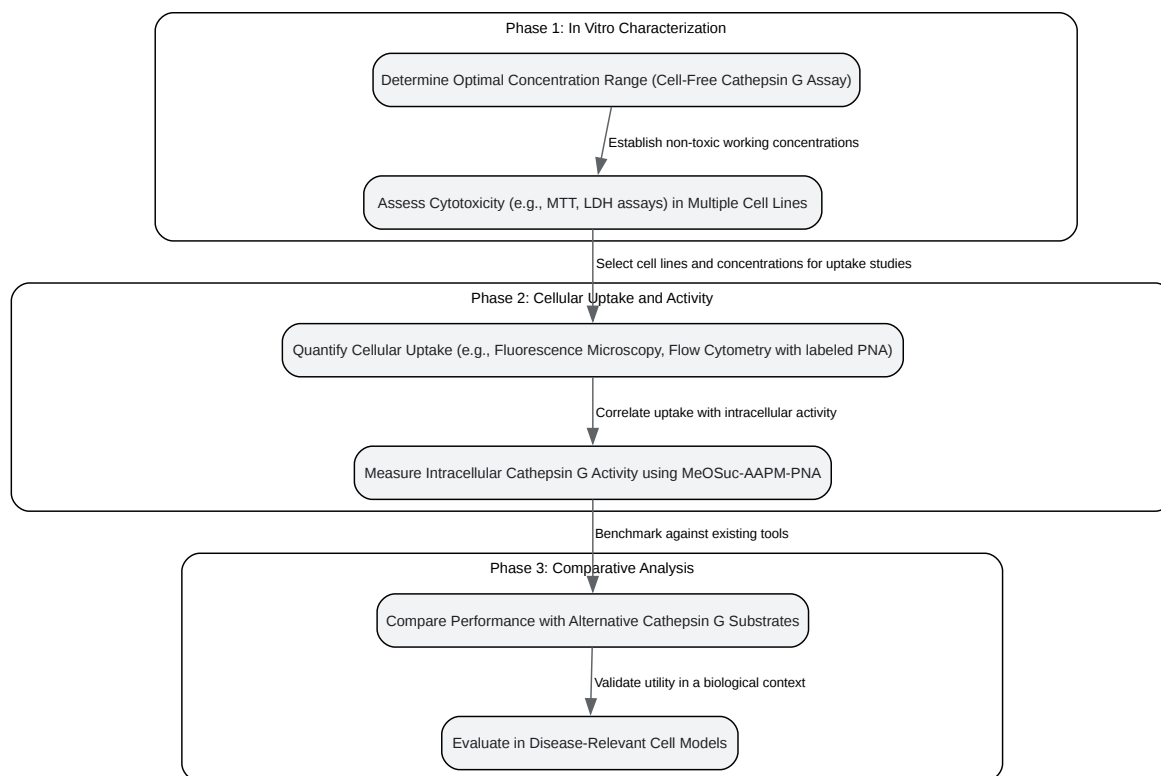 Phase 1: In Vitro Characterization
Determine Optimal Concentration Range (Cell-Free Cathepsin G Assay)
Establish non-toxic working concentrations
Assess Cytotoxicity (e.g., MTT, LDH assays) in Multiple Cell Lines
Select cell lines and concentrations for uptake studies
Phase 2: Cellular Uptake and Activity
Quantify Cellular Uptake (e.g., Fluorescence Microscopy, Flow Cytometry with labeled PNA)
Correlate uptake with intracellular activity
Measure Intracellular Cathepsin G Activity using MeOSuc-AAPM-PNA
Benchmark against existing tools
Phase 3: Comparative Analysis
Compare Performance with Alternative Cathepsin G Substrates
Validate utility in a biological context
Evaluate in Disease-Relevant Cell Models